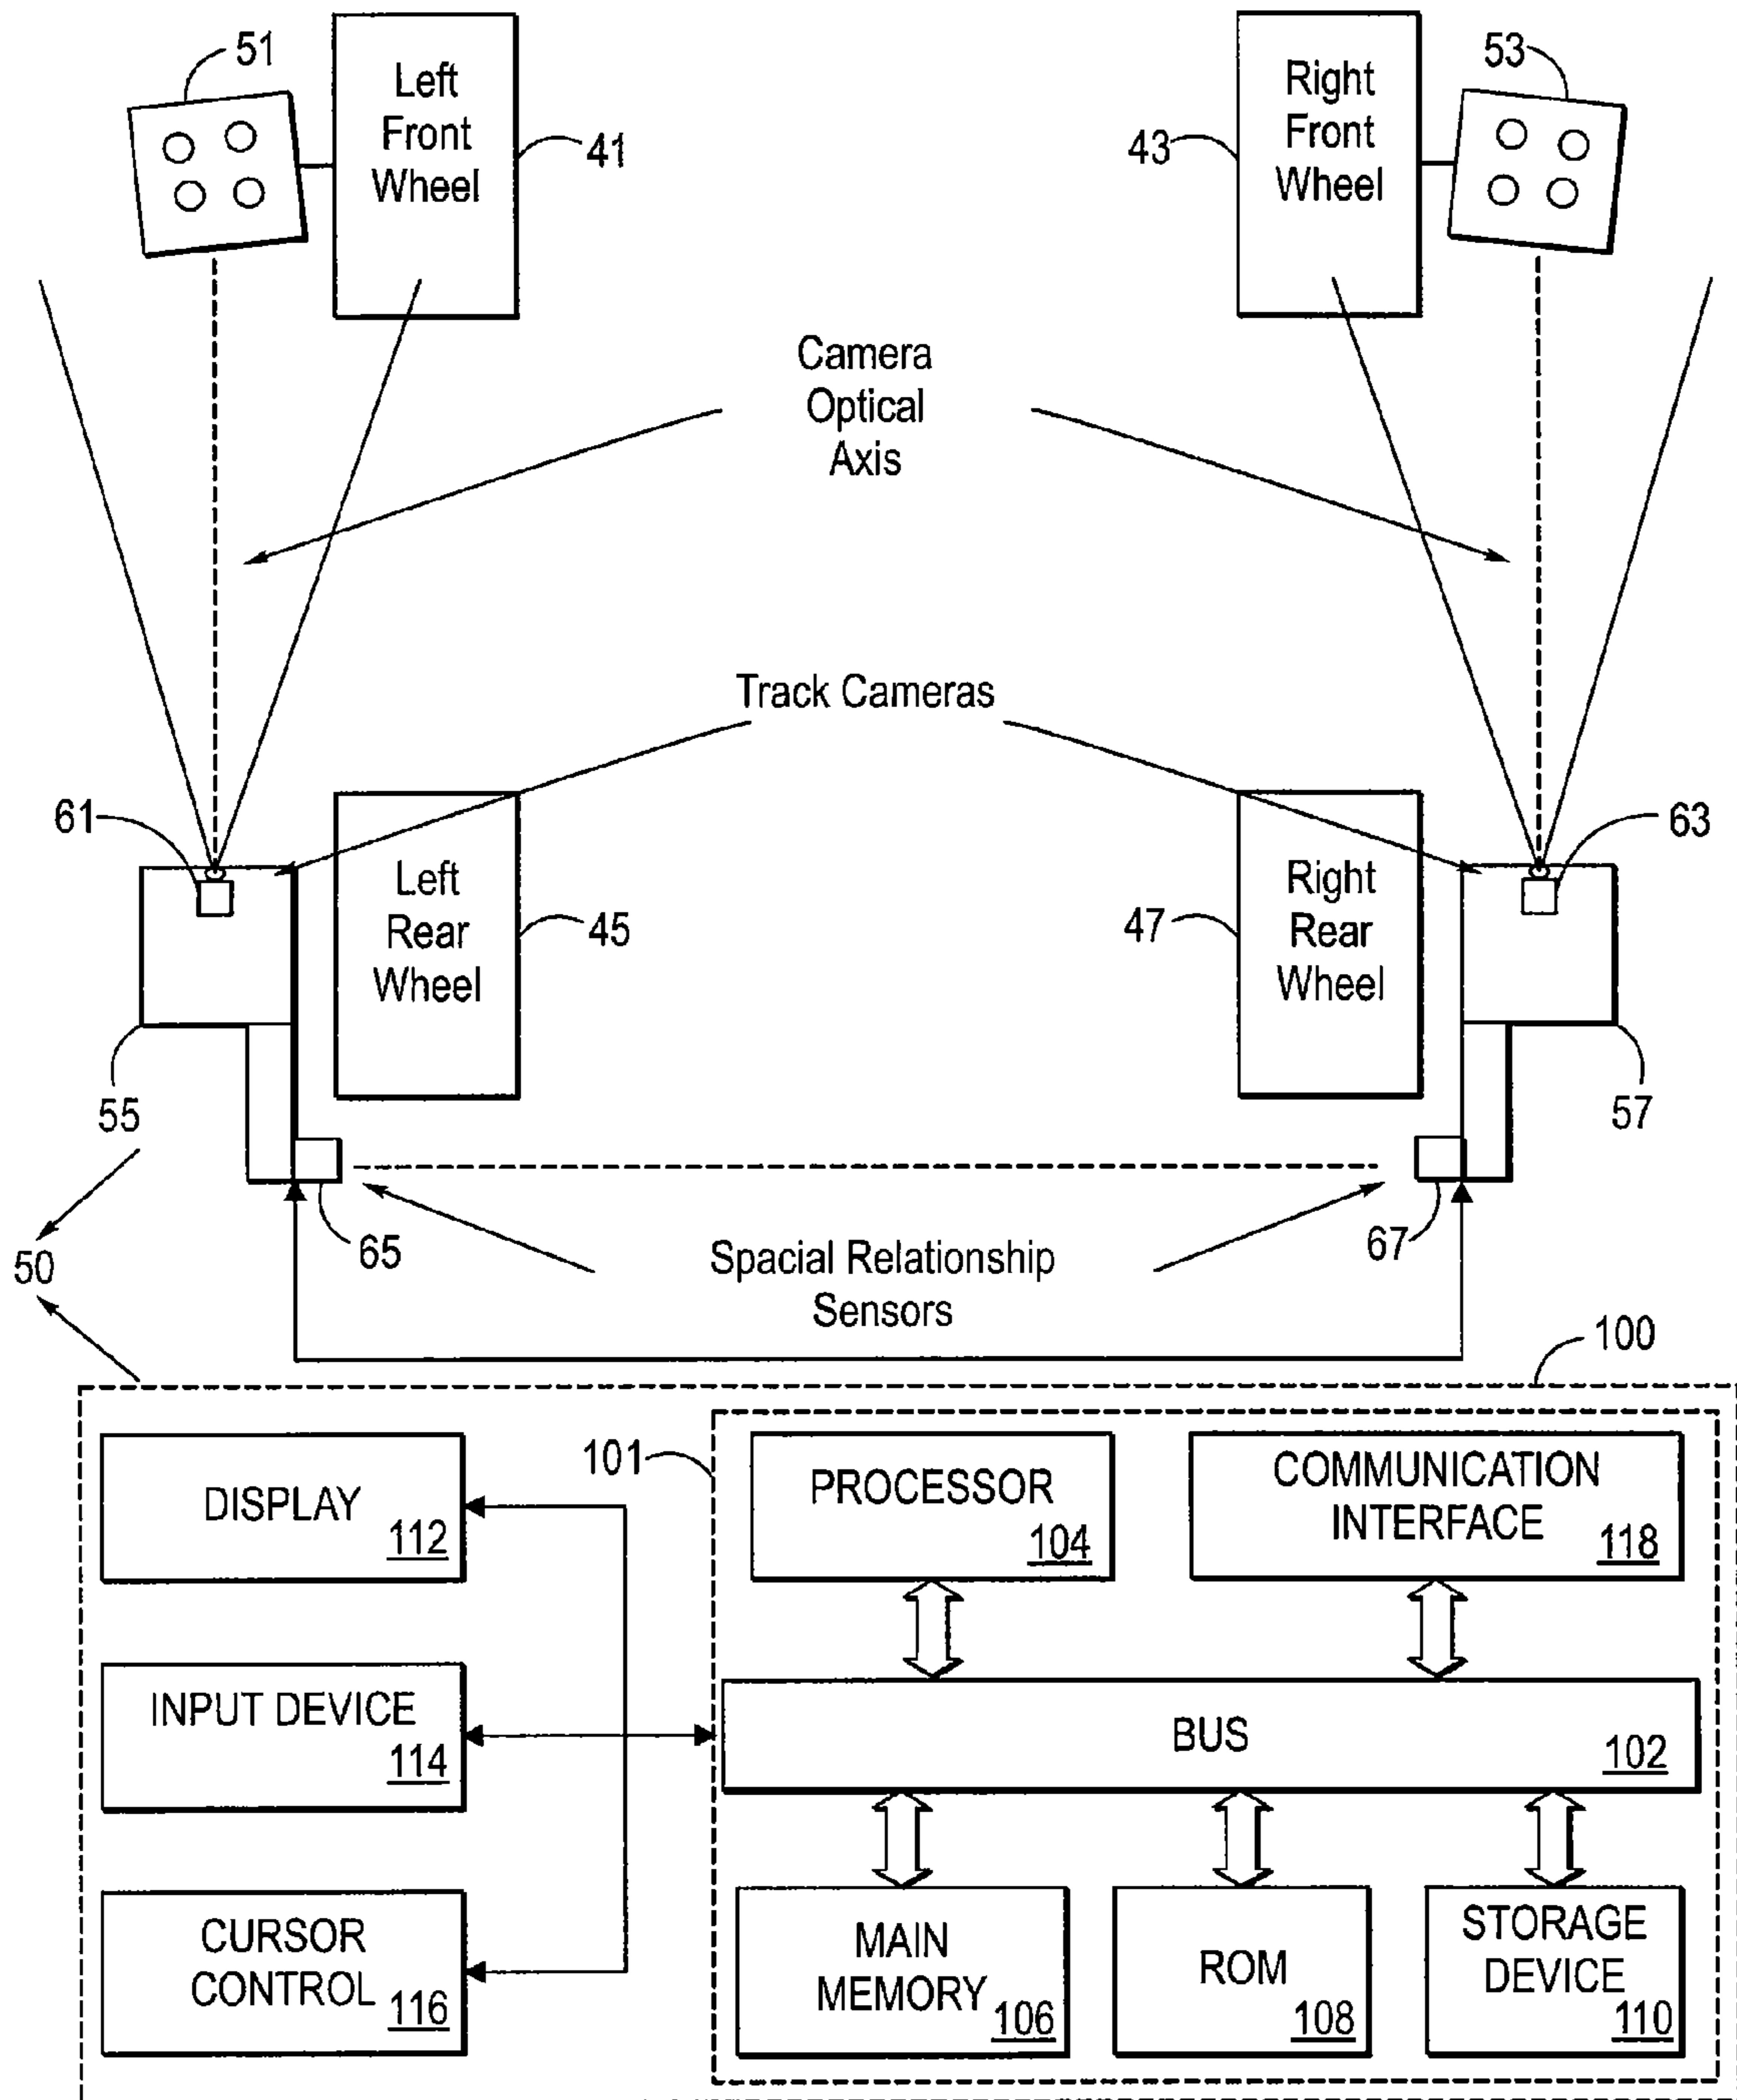 51
Left
Front
Wheel
41
43
Right
Front
Wheel
53
Camera
Optical
Axis
Track Cameras
61
Left
Rear
Wheel
45
47
Right
Rear
Wheel
63
55
57
50
65
Spacial Relationship
Sensors
67
100
101
DISPLAY
112
PROCESSOR
104
COMMUNICATION
INTERFACE
118
INPUT DEVICE
114
BUS
102
CURSOR
CONTROL
116
MAIN
MEMORY
106
ROM
108
STORAGE
DEVICE
110